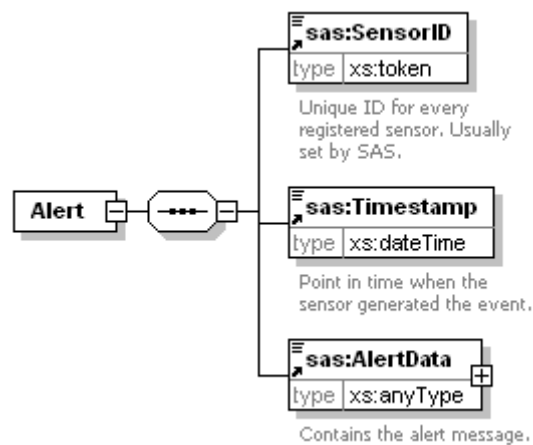 sas:SensorID
type xs:token
Unique ID for every
registered sensor. Usually
set by SAS.
Alert
sas:Timestamp
type xs:dateTime
Point in time when the
sensor generated the event.
sas:AlertData
type xs:anyType
Contains the alert message.